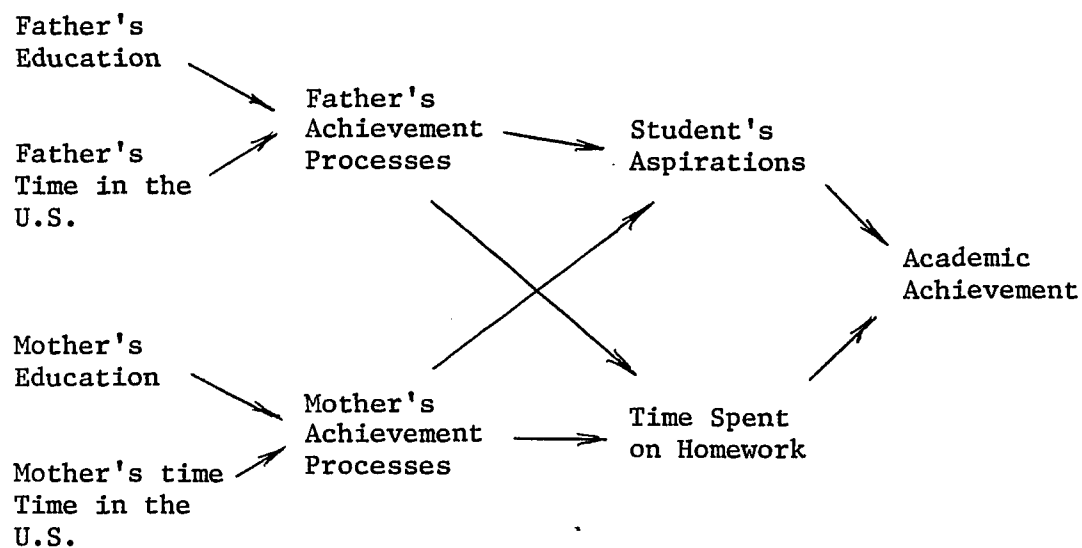 Father's
Education
Father's
Time in the
U.S.
Father's
Achievement
Processes
Student's
Aspirations
Academic
Achievement
Mother's
Education
Mother's time
Time in the
U.S.
Mother's
Achievement
Processes
Time Spent
on Homework